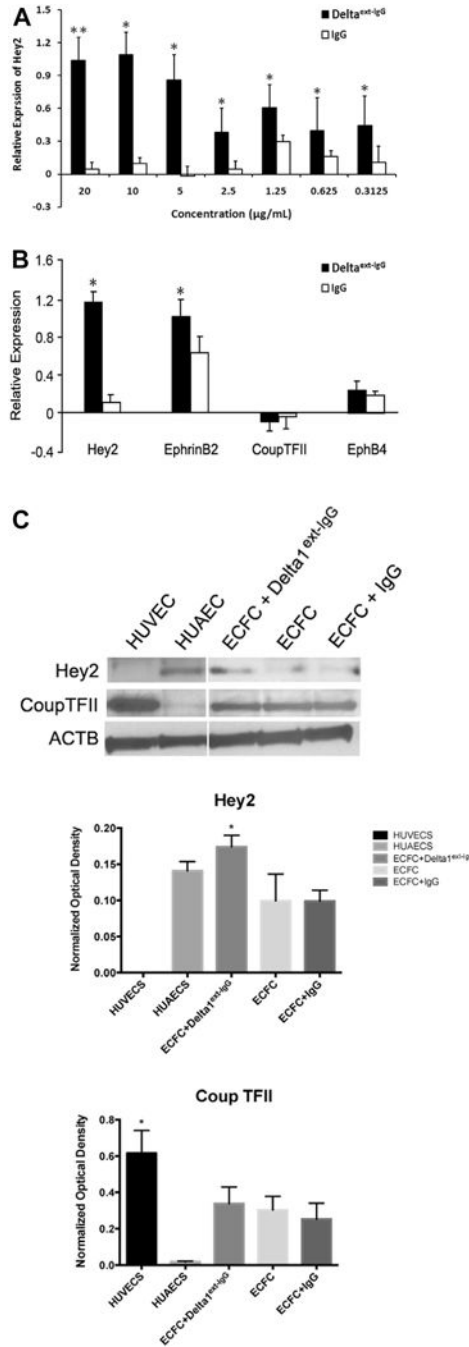 A
Relative Exprssion of Hey2
1.5
1.2
0.9
0.6
0.3
0
-0.3
** * * * * * *
Delta^ext-IgG
IgG
20 10 5 2.5 1.25 0.625 0.3125
Concentration (µg/mL)
B
Relative Expression
1.6
1.2
0.8
0.4
0
-0.4
* *
Delta^ext-IgG
IgG
Hey2 EphrinB2 CoupTFII EphB4
C
HUVEC
HUAEC
ECFC + Delta1^ext-IgG
ECFC
ECFC + IgG
Hey2
CoupTFII
ACTB
Hey2
Normalized Optical Density
0.20
0.15
0.10
0.05
0.00
*
HUVECS
HUAECS
ECFC+Delta1^ext-IgG
ECFC
ECFC+IgG
HUVECS
HUAECS
ECFC+Delta1^ext-Ig
ECFC
ECFC+IgG
Coup TFII
Normalized Optical Density
0.8
0.6
0.4
0.2
0.0
*
HUVECS
HUAECS
ECFC+Delta1^ext-IgG
ECFC
ECFC+IgG